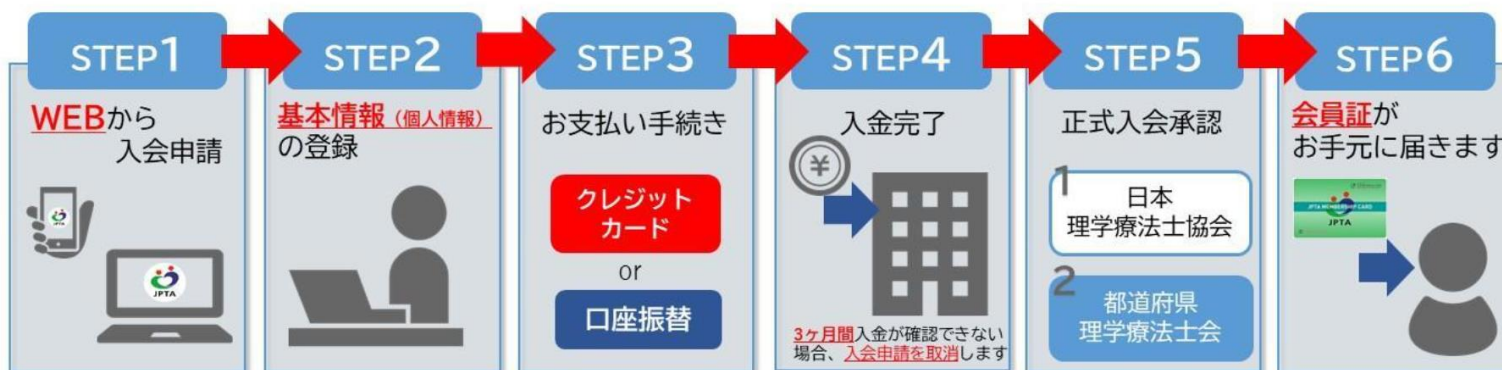 STEP1
WEBから
入会申請
JPTA
JPTA
STEP2
基本情報（個人情報）
の登録
STEP3
お支払い手続き
クレジット
カード
or
口座振替
STEP4
入金完了
¥
3ヶ月間入金が確認できない
場合、入会申請を取消します
STEP5
正式入会承認
1
日本
理学療法士協会
2
都道府県
理学療法士会
STEP6
会員証が
お手元に届きます
JPTA MEMBERSHIP CARD
JPTA